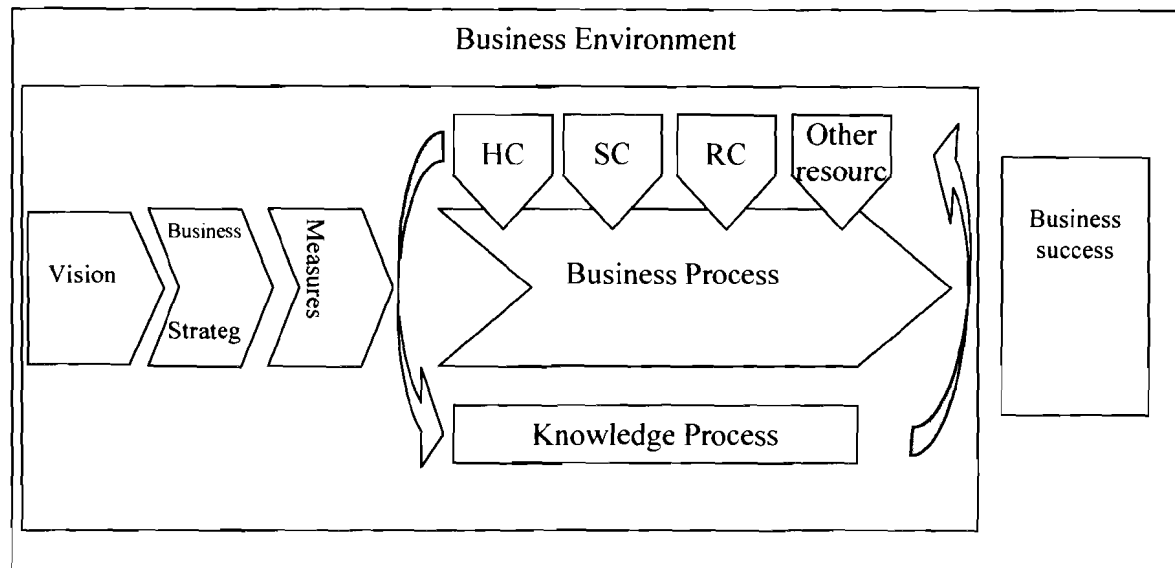 Business Environment
HC
SC
RC
Other
resourc
Vision
Business
Strateg
Measures
Business Process
Business
success
Knowledge Process